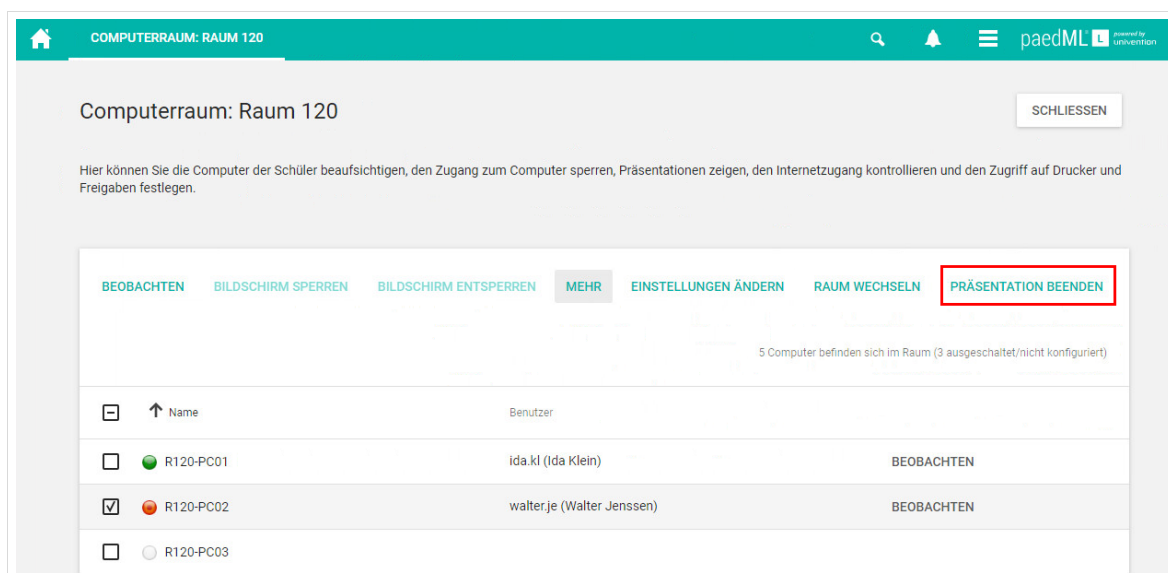 COMPUTERRAUM: RAUM 120
paedML® L powered by univention
Computerraum: Raum 120
SCHLIESSEN
Hier können Sie die Computer der Schüler beaufsichtigen, den Zugang zum Computer sperren, Präsentationen zeigen, den Internetzugang kontrollieren und den Zugriff auf Drucker und
Freigaben festlegen.
BEOBACHTEN BILDSCHIRM SPERREN BILDSCHIRM ENTSPERREN MEHR EINSTELLUNGEN ÄNDERN RAUM WECHSELN PRÄSENTATION BEENDEN
5 Computer befinden sich im Raum (3 ausgeschaltet/nicht konfiguriert)
Name Benutzer
R120-PC01 ida.kl (Ida Klein) BEOBACHTEN
R120-PC02 walter.je (Walter Jenssen) BEOBACHTEN
R120-PC03